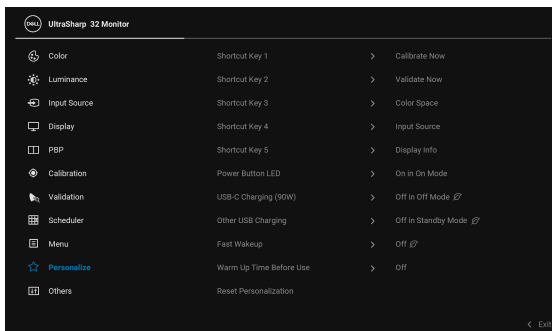 DELL UltraSharp 32 Monitor
Color Shortcut Key 1 Calibrate Now
Luminance Shortcut Key 2 Validate Now
Input Source Shortcut Key 3 Color Space
Display Shortcut Key 4 Input Source
PBP Shortcut Key 5 Display Info
Calibration Power Button LED On in On Mode
Validation USB-C Charging (90W) Off in Off Mode
Scheduler Other USB Charging Off in Standby Mode
Menu Fast Wakeup Off
Personalize Warm Up Time Before Use Off
Others Reset Personalization
Exit